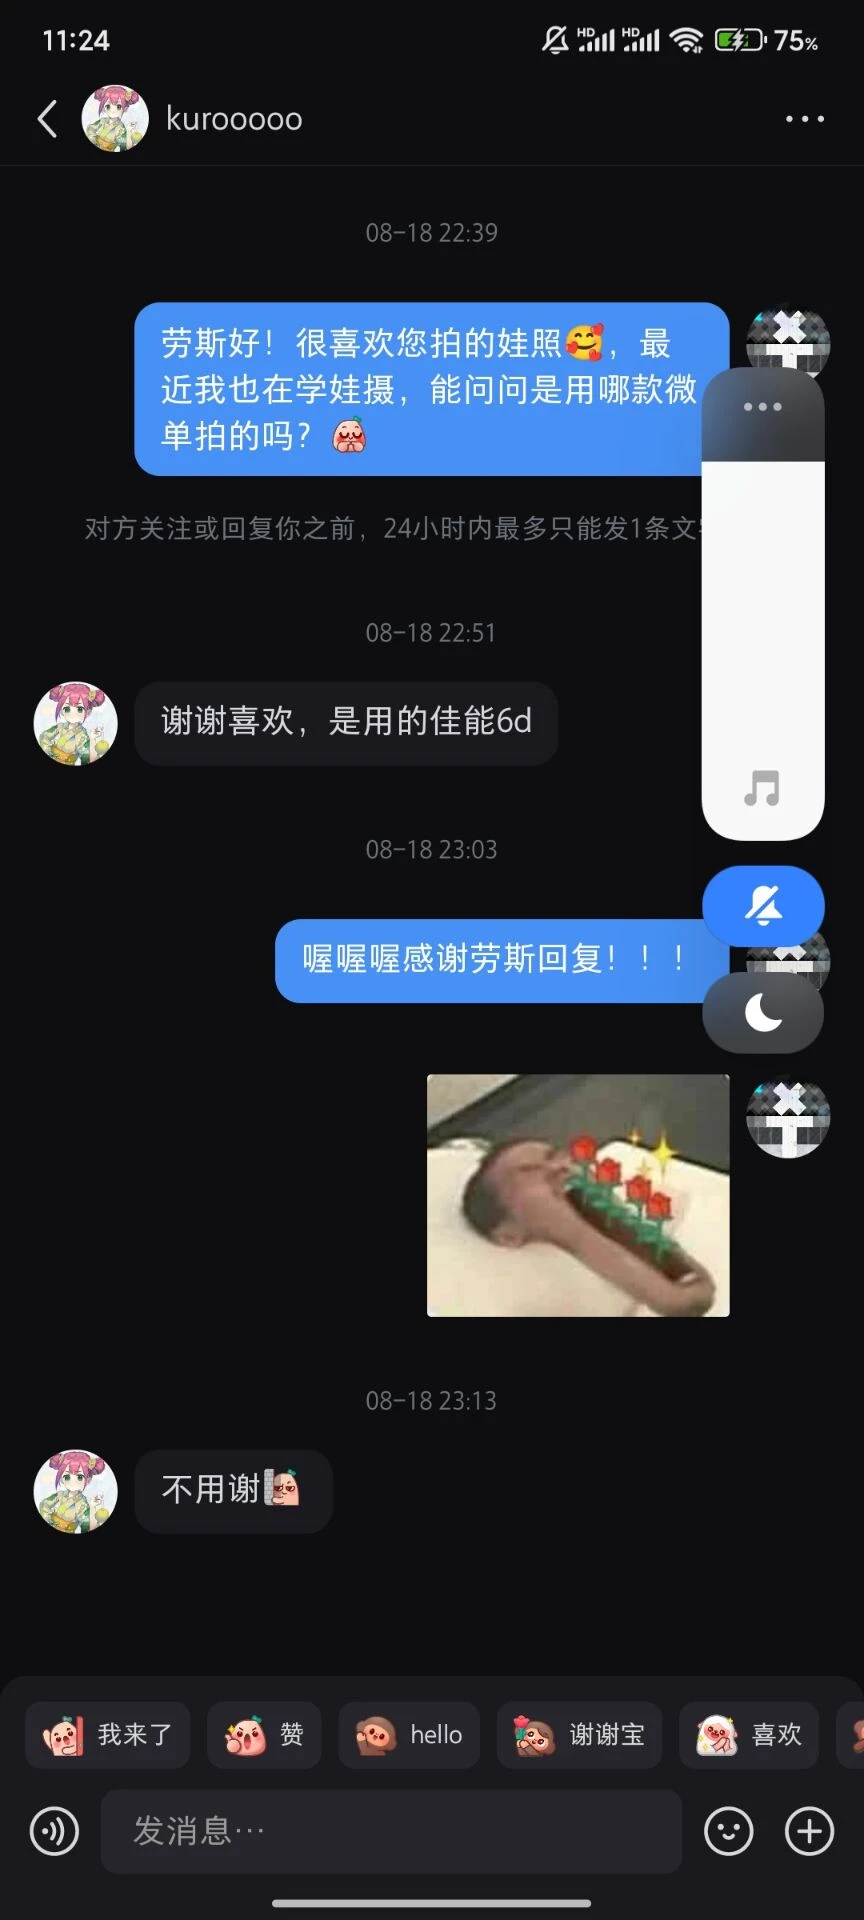 11:24
HD HD 75%
kurooooo
08-18 22:39
劳斯好！很喜欢您拍的娃照🥰，最
近我也在学娃摄，能问问是用哪款微
单拍的吗？
对方关注或回复你之前，24小时内最多只能发1条文
08-18 22:51
谢谢喜欢，是用的佳能6d
08-18 23:03
喔喔喔感谢劳斯回复！！！
08-18 23:13
不用谢
我来了 赞 hello 谢谢宝 喜欢
发消息…